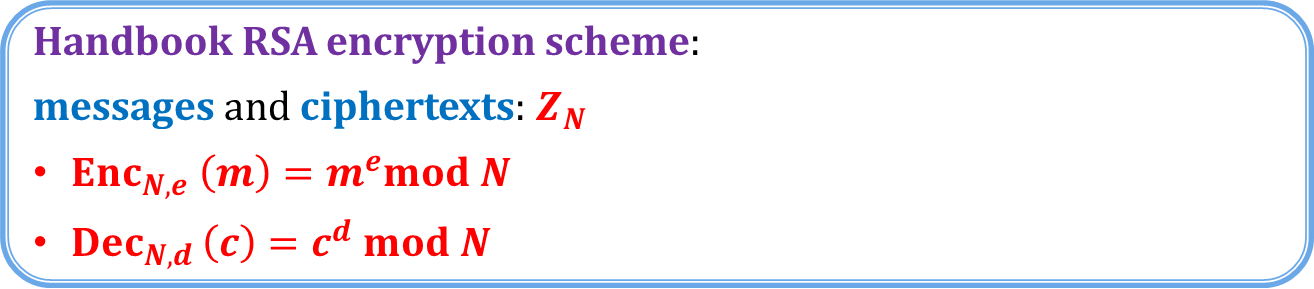 Handbook RSA encryption scheme:
messages and ciphertexts: Z_N
• Enc_{N,e} (m) = m^e mod N
• Dec_{N,d} (c) = c^d mod N